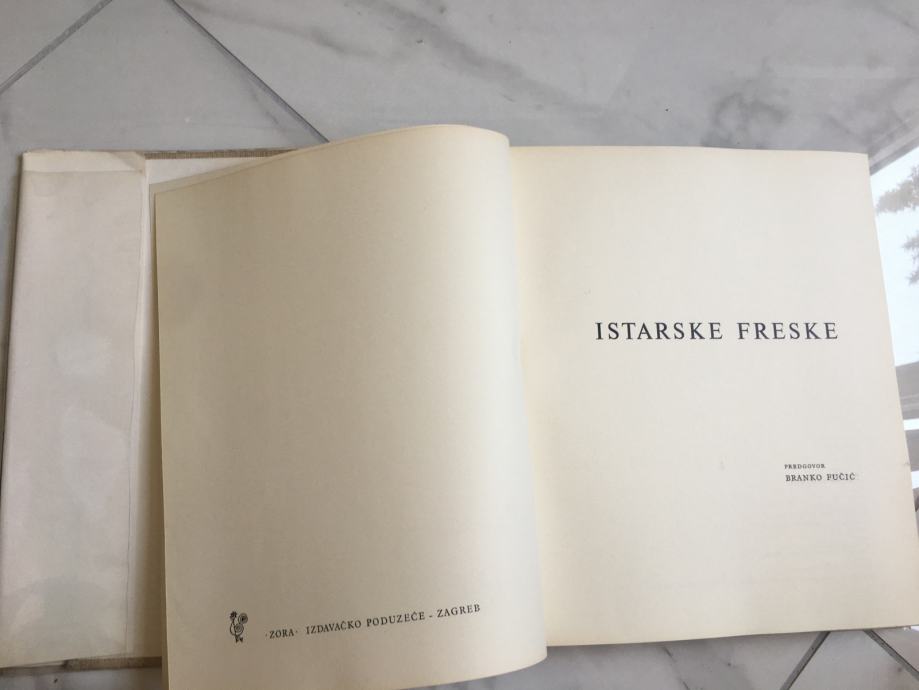 ·ZORA· IZDAVAČKO PODUZEĆE - ZAGREB
ISTARSKE FRESKE
PREDGOVOR
BRANKO FUČIĆ